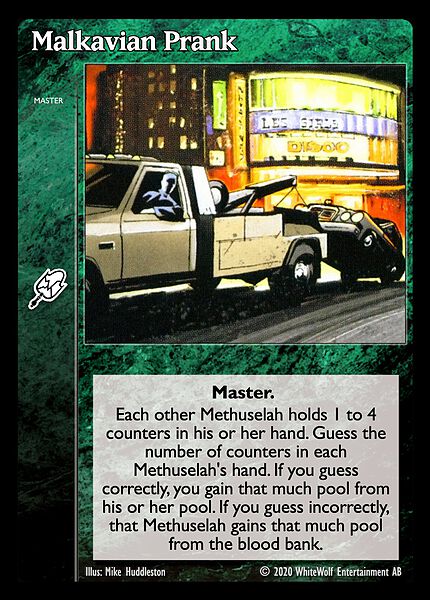 Malkavian Prank
MASTER
LES GIRLS
DISCO
Master.
Each other Methuselah holds 1 to 4
counters in his or her hand. Guess the
number of counters in each
Methuselah's hand. If you guess
correctly, you gain that much pool from
his or her pool. If you guess incorrectly,
that Methuselah gains that much pool
from the blood bank.
Illus: Mike Huddleston
© 2020 WhiteWolf Entertainment AB